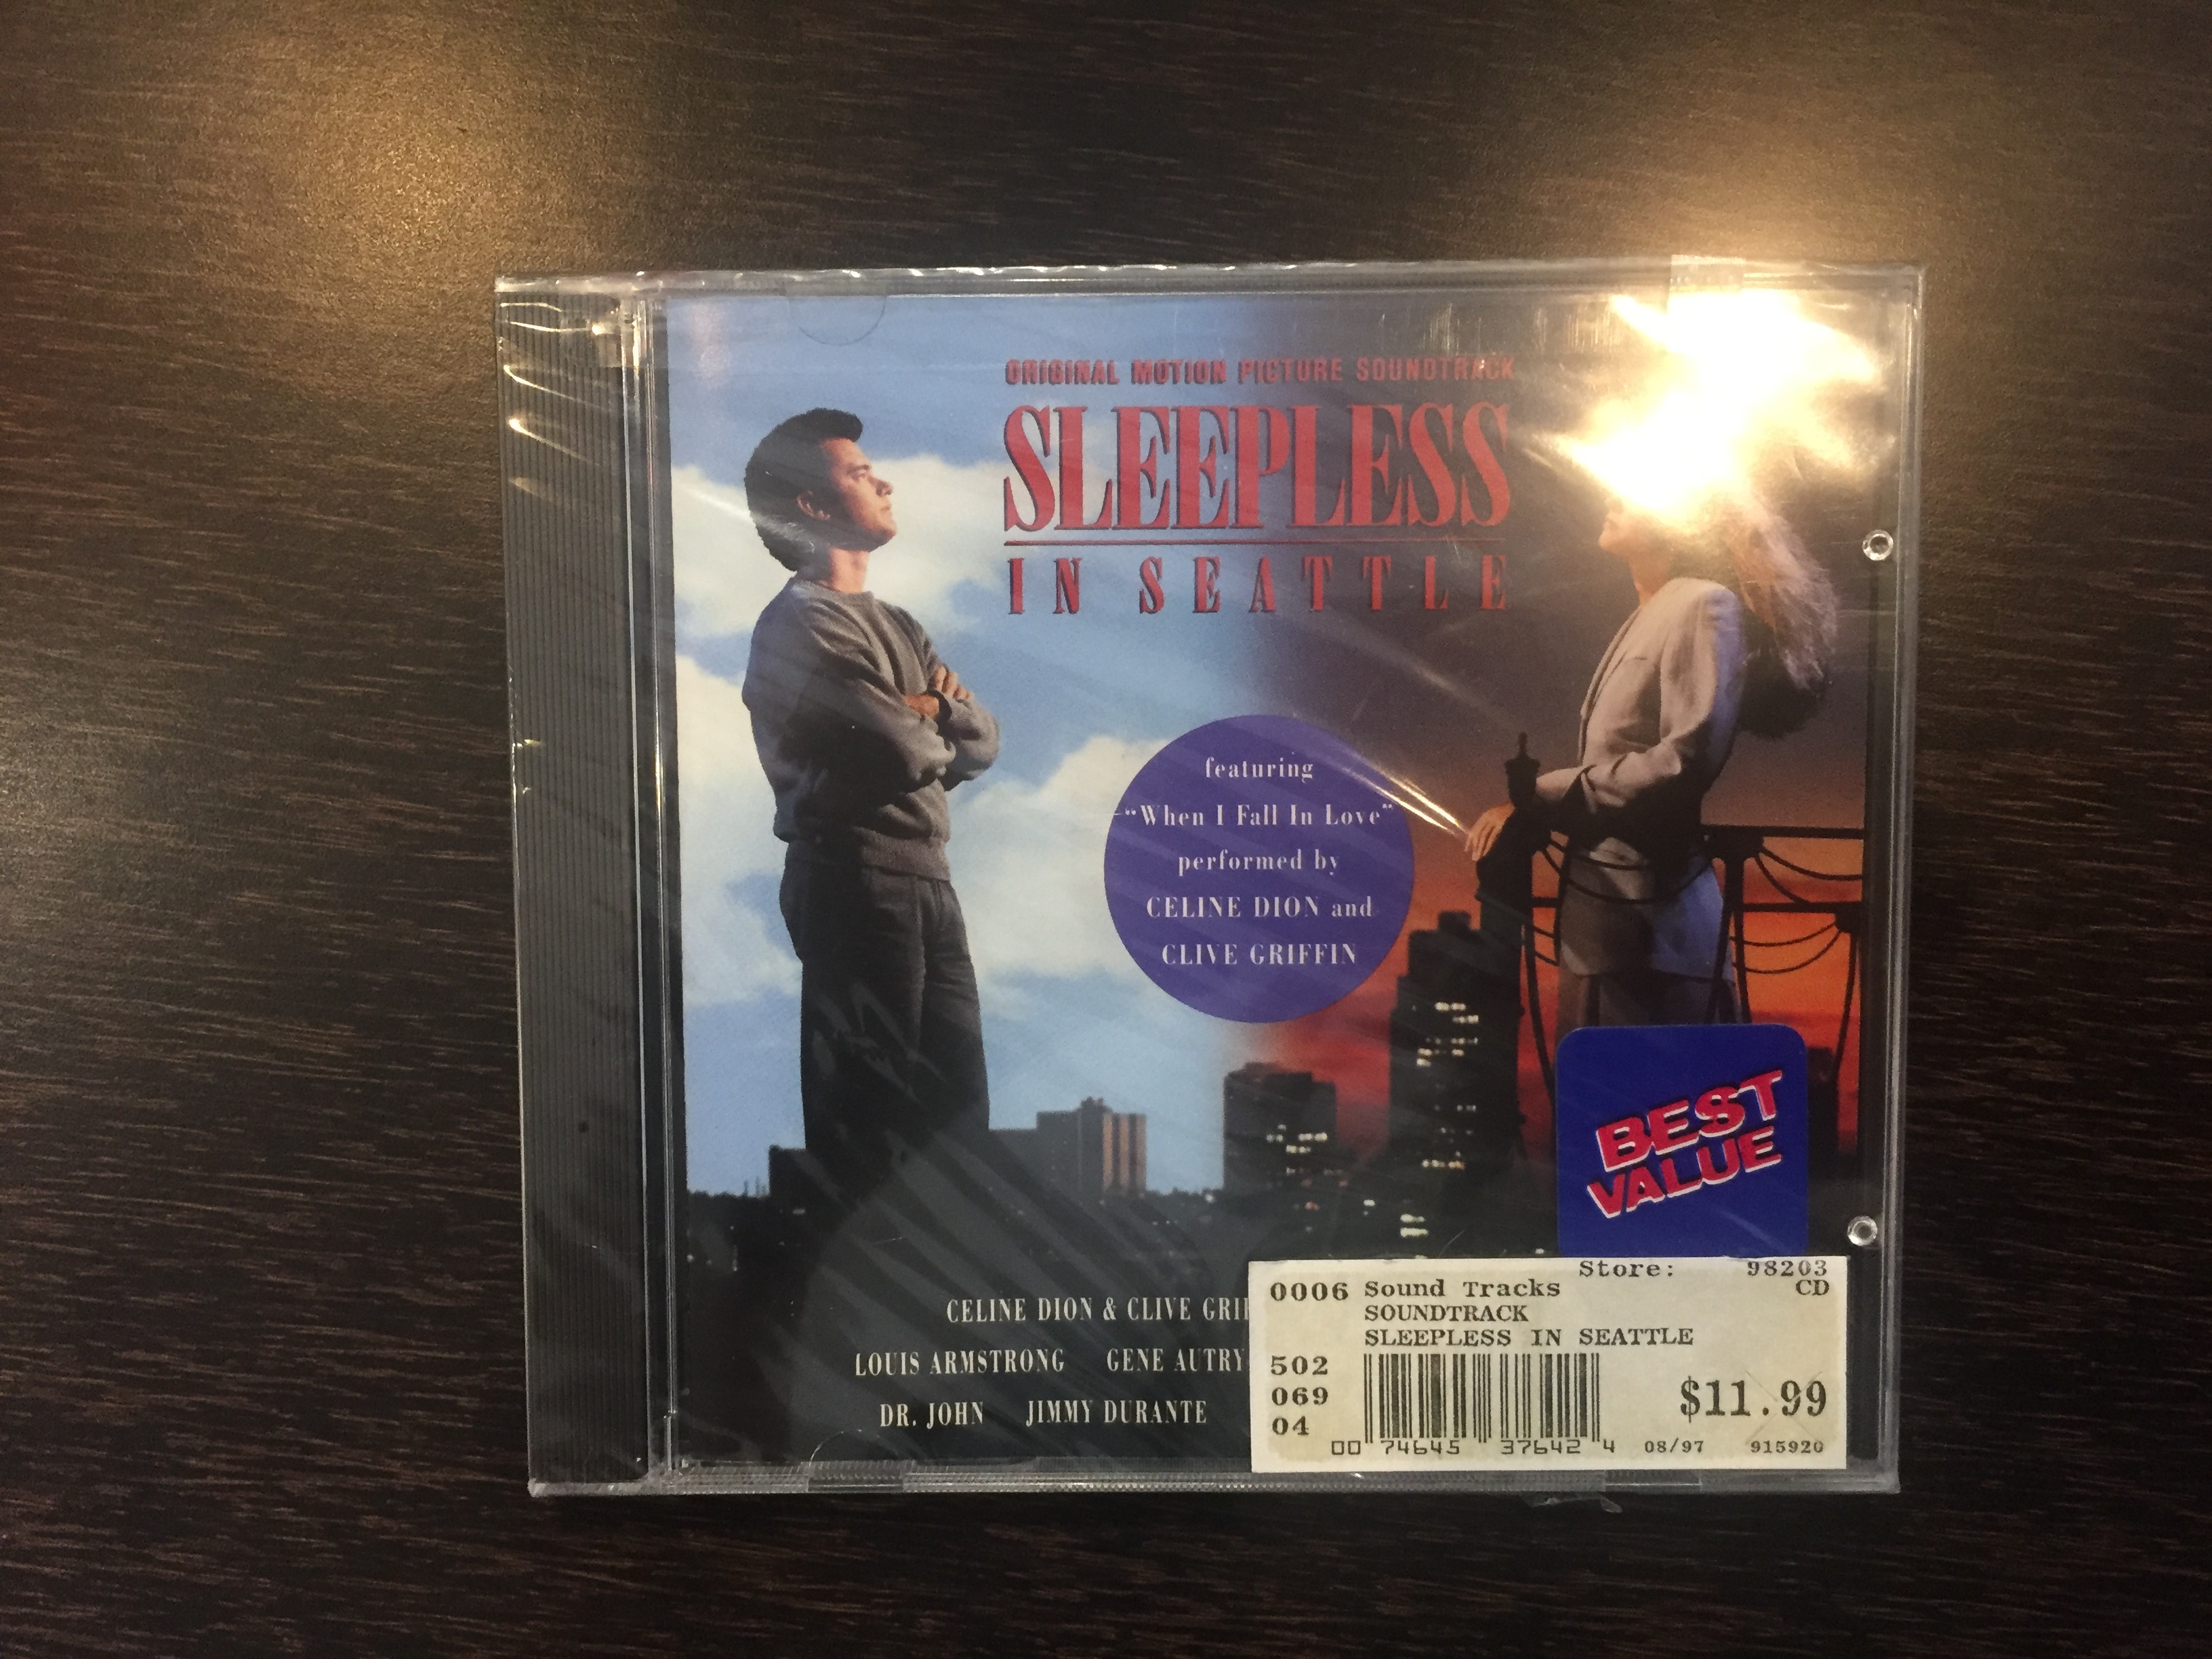 ORIGINAL MOTION PICTURE SOUNDTRACK
SLEEPLESS
IN SEATTLE
featuring
"When I Fall In Love"
performed by
CELINE DION and
CLIVE GRIFFIN
BEST
VALUE
CELINE DION & CLIVE
LOUIS ARMSTRONG GENE AUTRY
DR. JOHN JIMMY DURANTE
Store: 98203
0006 Sound Tracks CD
SOUNDTRACK
SLEEPLESS IN SEATTLE
502
069
04
$11.99
00 74645 37642 4 08/97 915920